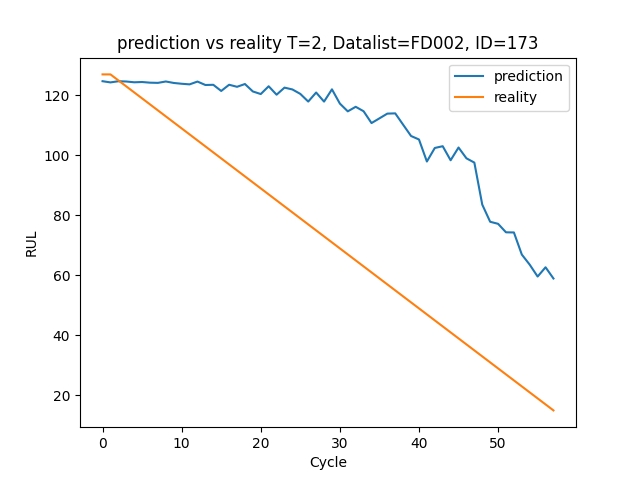 prediction vs reality T=2, Datalist=FD002, ID=173
prediction
reality
RUL
120
100
80
60
40
20
0 10 20 30 40 50
Cycle